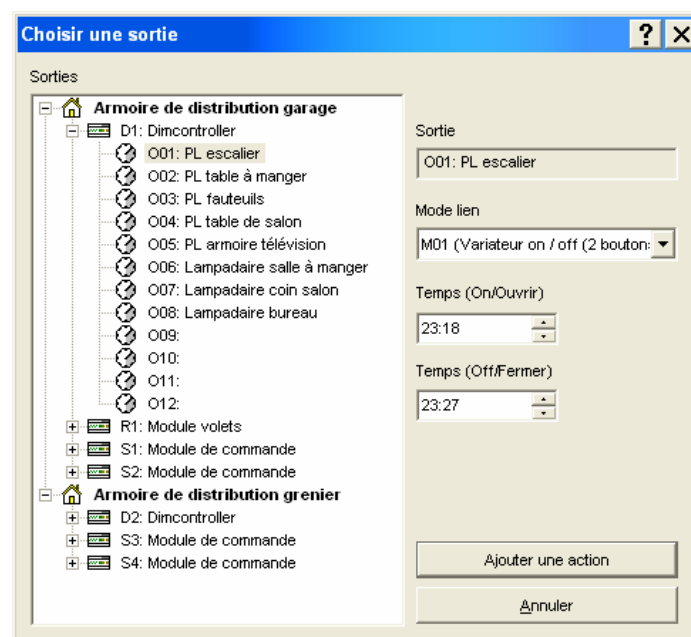 Choisir une sortie
Sorties
Armoire de distribution garage
D1: Dimcontroller
O01: PL escalier
O02: PL table à manger
O03: PL fauteuils
O04: PL table de salon
O05: PL armoire télévision
O06: Lampadaire salle à manger
O07: Lampadaire coin salon
O08: Lampadaire bureau
O09:
O10:
O11:
O12:
R1: Module volets
S1: Module de commande
S2: Module de commande
Armoire de distribution grenier
D2: Dimcontroller
S3: Module de commande
S4: Module de commande
Sortie
O01: PL escalier
Mode lien
M01 (Variateur on / off (2 bouton:
Temps (On/Ouvrir)
23:18
Temps (Off/Fermer)
23:27
Ajouter une action
Annuler